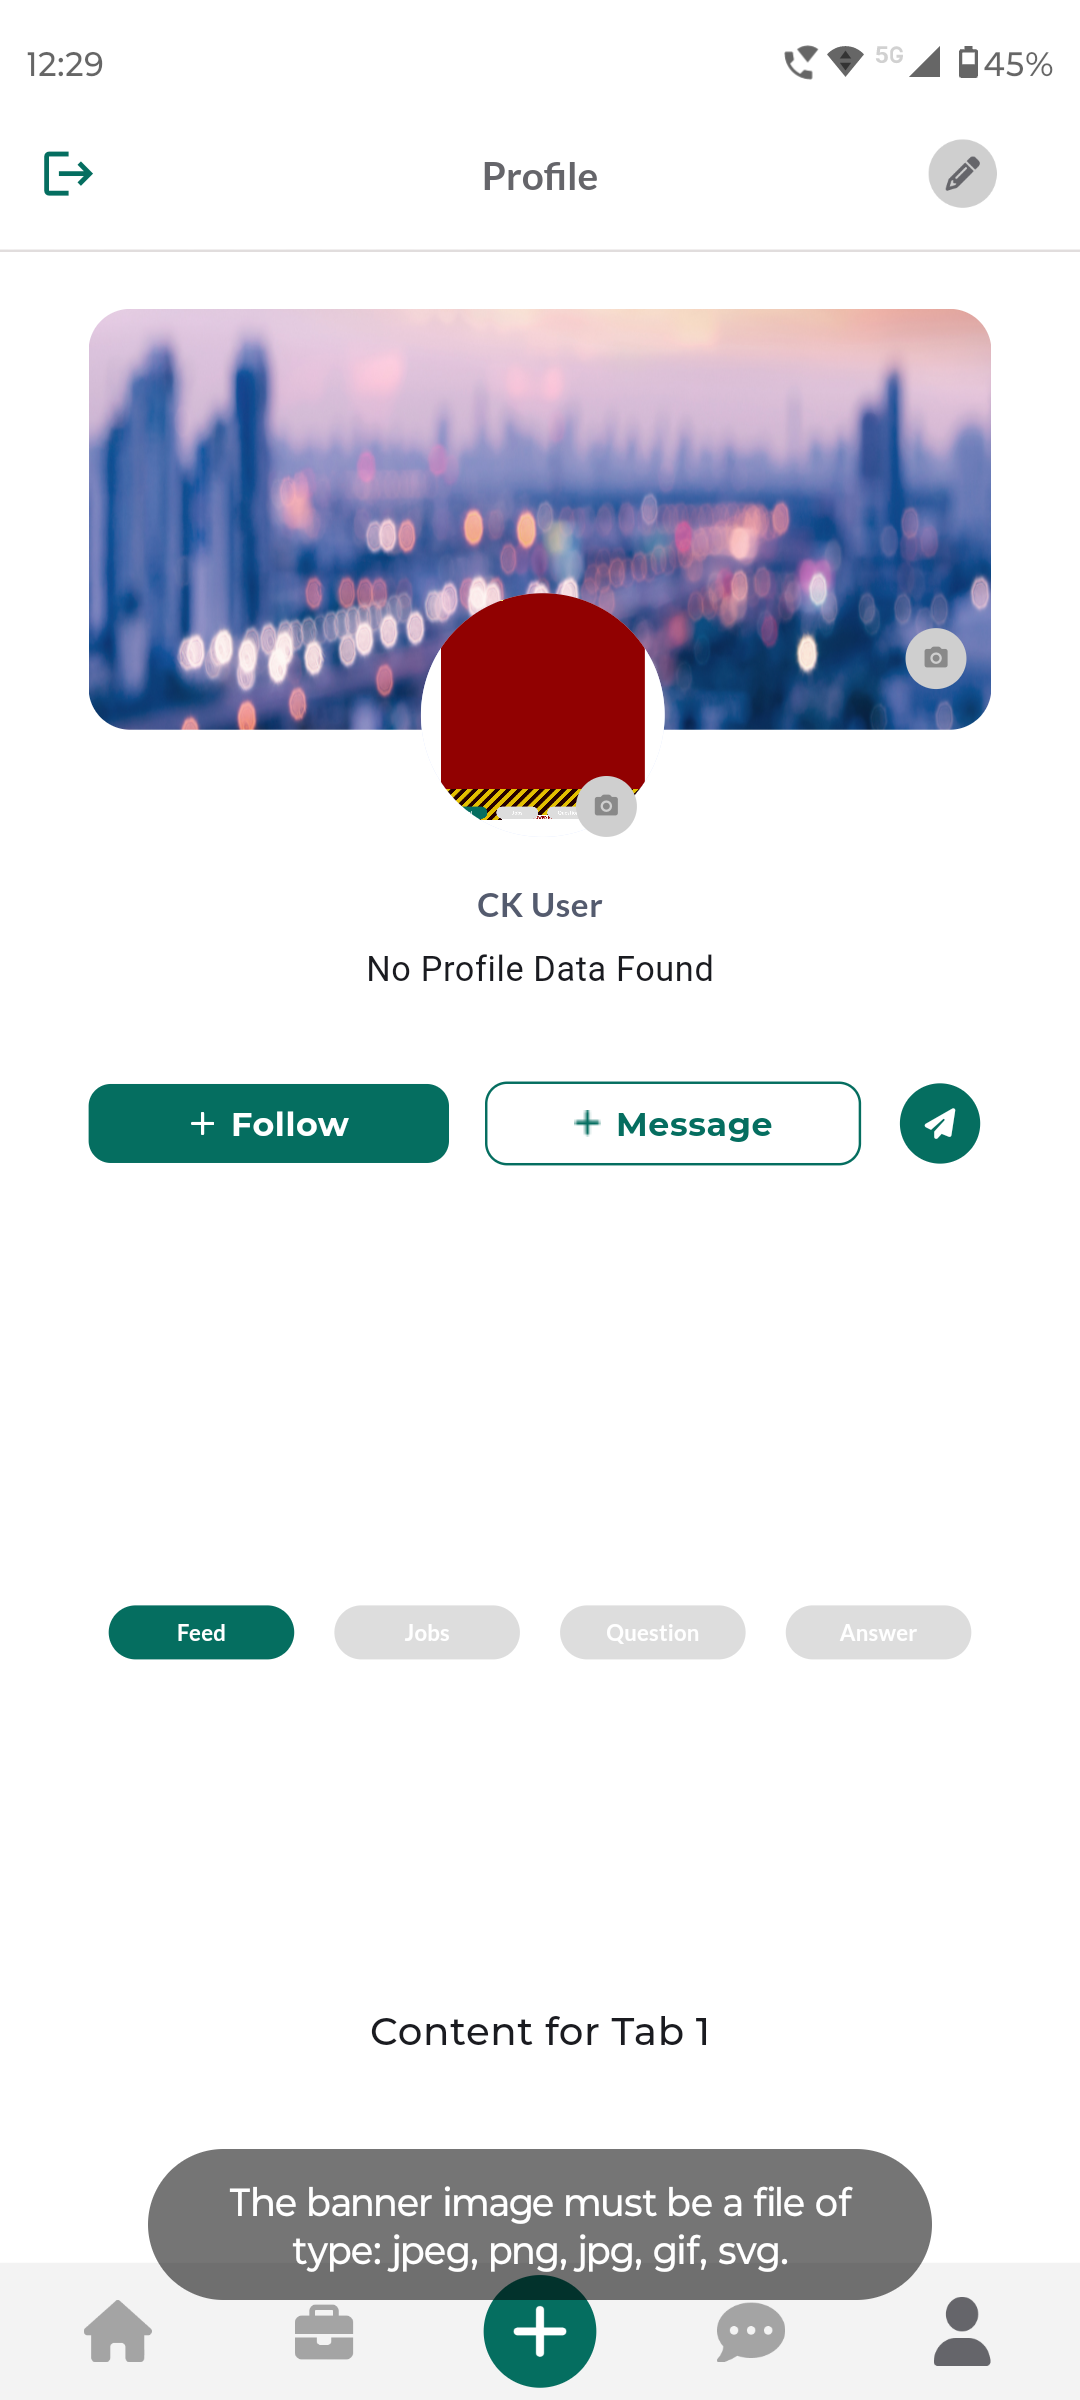 12:29
5G
45%
Profile
CK User
No Profile Data Found
+ Follow
+ Message
Feed
Jobs
Question
Answer
Content for Tab 1
The banner image must be a file of
type: jpeg, png, jpg, gif, svg.